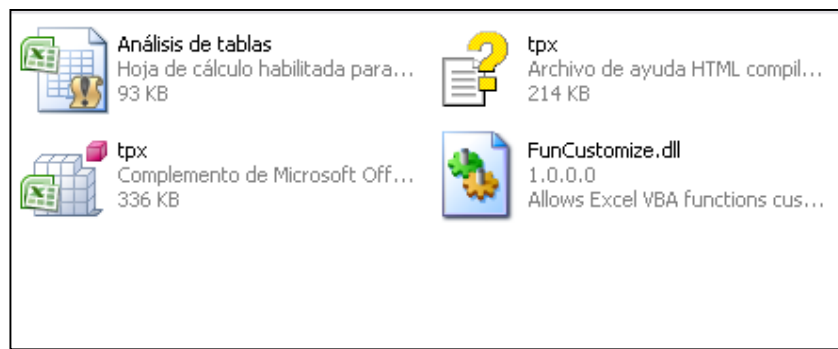 Análisis de tablas
Hoja de cálculo habilitada para...
93 KB
tpx
Archivo de ayuda HTML compil...
214 KB
tpx
Complemento de Microsoft Off...
336 KB
FunCustomize.dll
1.0.0.0
Allows Excel VBA functions cus...